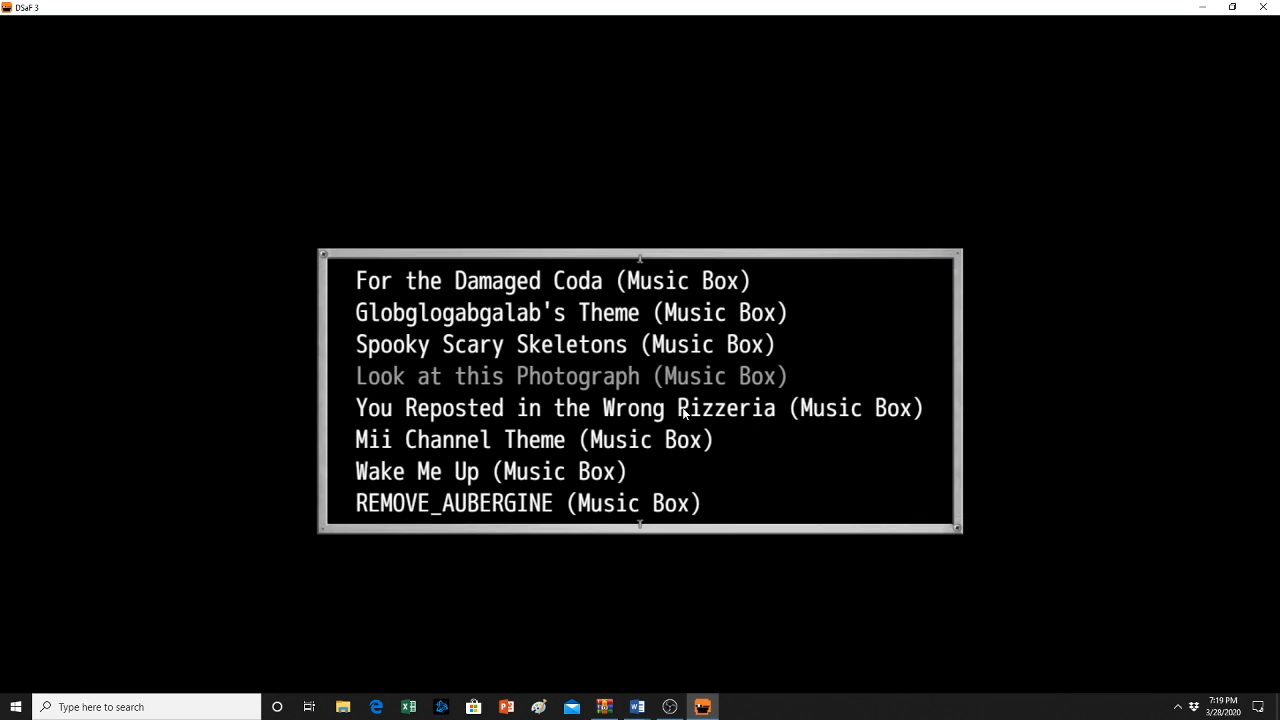 DSaF 3
For the Damaged Coda (Music Box)
Globglogabgalab's Theme (Music Box)
Spooky Scary Skeletons (Music Box)
Look at this Photograph (Music Box)
You Reposted in the Wrong Pizzeria (Music Box)
Mii Channel Theme (Music Box)
Wake Me Up (Music Box)
REMOVE_AUBERGINE (Music Box)
Type here to search
7:19 PM
3/28/2020